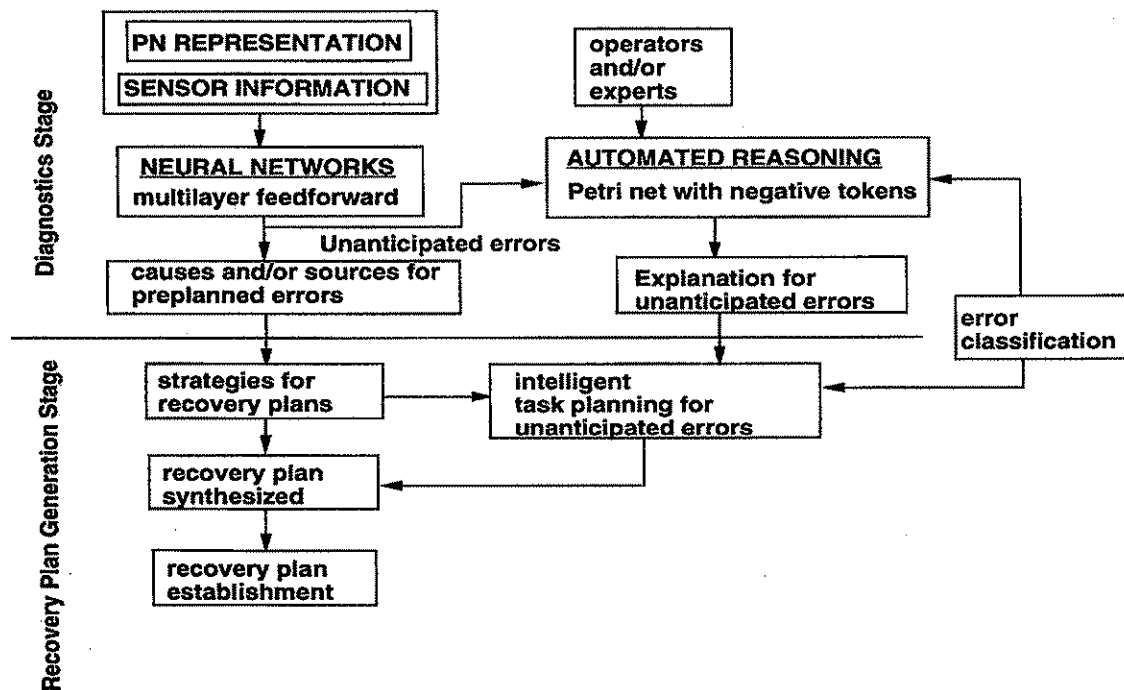 PN REPRESENTATION
SENSOR INFORMATION
operators
and/or
experts
Diagnostics Stage
NEURAL NETWORKS
multilayer feedforward
AUTOMATED REASONING
Petri net with negative tokens
Unanticipated errors
causes and/or sources for
preplanned errors
Explanation for
unanticipated errors
error
classification
Recovery Plan Generation Stage
strategies for
recovery plans
intelligent
task planning for
unanticipated errors
recovery plan
synthesized
recovery plan
establishment